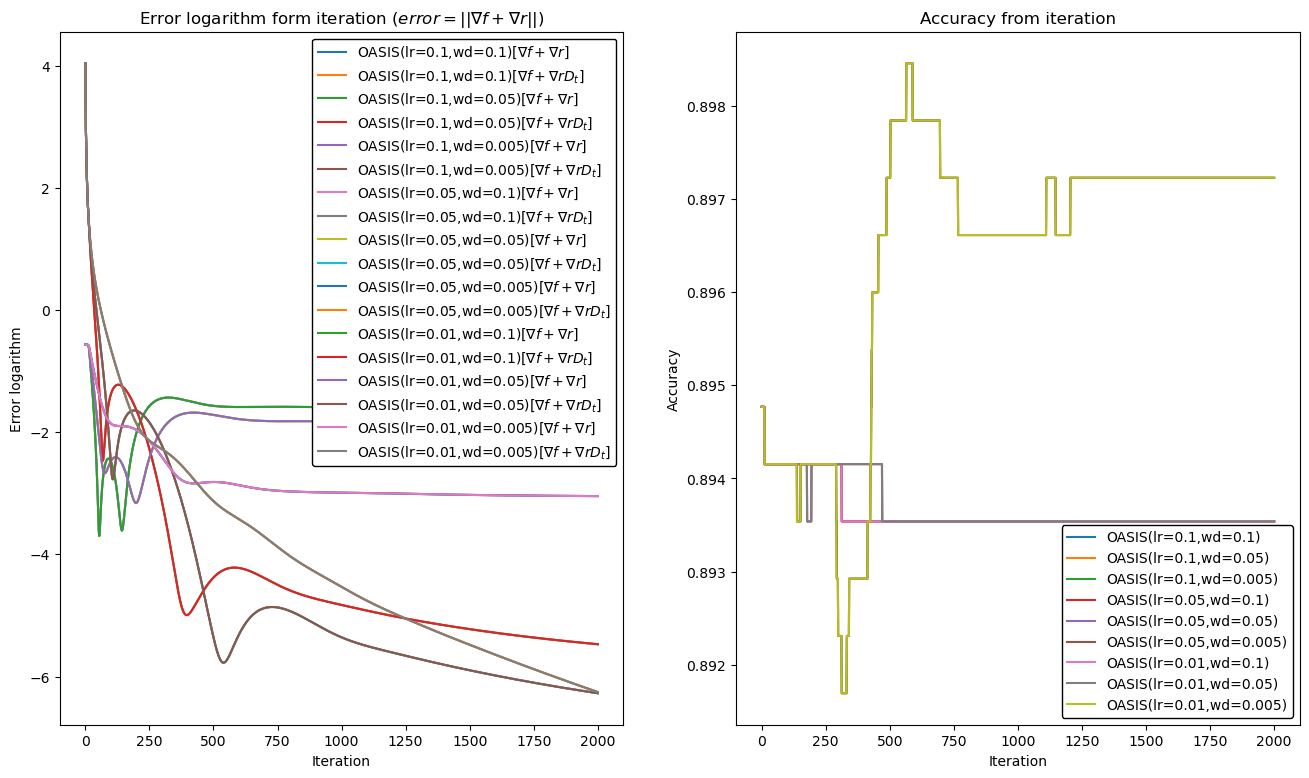 Error logarithm form iteration (error = ||∇f + ∇r||)
4
2
0
−2
−4
−6
Error logarithm
0 250 500 750 1000 1250 1500 1750 2000
Iteration
OASIS(lr=0.1,wd=0.1)[∇f + ∇r]
OASIS(lr=0.1,wd=0.1)[∇f + ∇rD_t]
OASIS(lr=0.1,wd=0.05)[∇f + ∇r]
OASIS(lr=0.1,wd=0.05)[∇f + ∇rD_t]
OASIS(lr=0.1,wd=0.005)[∇f + ∇r]
OASIS(lr=0.1,wd=0.005)[∇f + ∇rD_t]
OASIS(lr=0.05,wd=0.1)[∇f + ∇r]
OASIS(lr=0.05,wd=0.1)[∇f + ∇rD_t]
OASIS(lr=0.05,wd=0.05)[∇f + ∇r]
OASIS(lr=0.05,wd=0.05)[∇f + ∇rD_t]
OASIS(lr=0.05,wd=0.005)[∇f + ∇r]
OASIS(lr=0.05,wd=0.005)[∇f + ∇rD_t]
OASIS(lr=0.01,wd=0.1)[∇f + ∇r]
OASIS(lr=0.01,wd=0.1)[∇f + ∇rD_t]
OASIS(lr=0.01,wd=0.05)[∇f + ∇r]
OASIS(lr=0.01,wd=0.05)[∇f + ∇rD_t]
OASIS(lr=0.01,wd=0.005)[∇f + ∇r]
OASIS(lr=0.01,wd=0.005)[∇f + ∇rD_t]
Accuracy from iteration
0.898
0.897
0.896
0.895
0.894
0.893
0.892
Accuracy
0 250 500 750 1000 1250 1500 1750 2000
Iteration
OASIS(lr=0.1,wd=0.1)
OASIS(lr=0.1,wd=0.05)
OASIS(lr=0.1,wd=0.005)
OASIS(lr=0.05,wd=0.1)
OASIS(lr=0.05,wd=0.05)
OASIS(lr=0.05,wd=0.005)
OASIS(lr=0.01,wd=0.1)
OASIS(lr=0.01,wd=0.05)
OASIS(lr=0.01,wd=0.005)